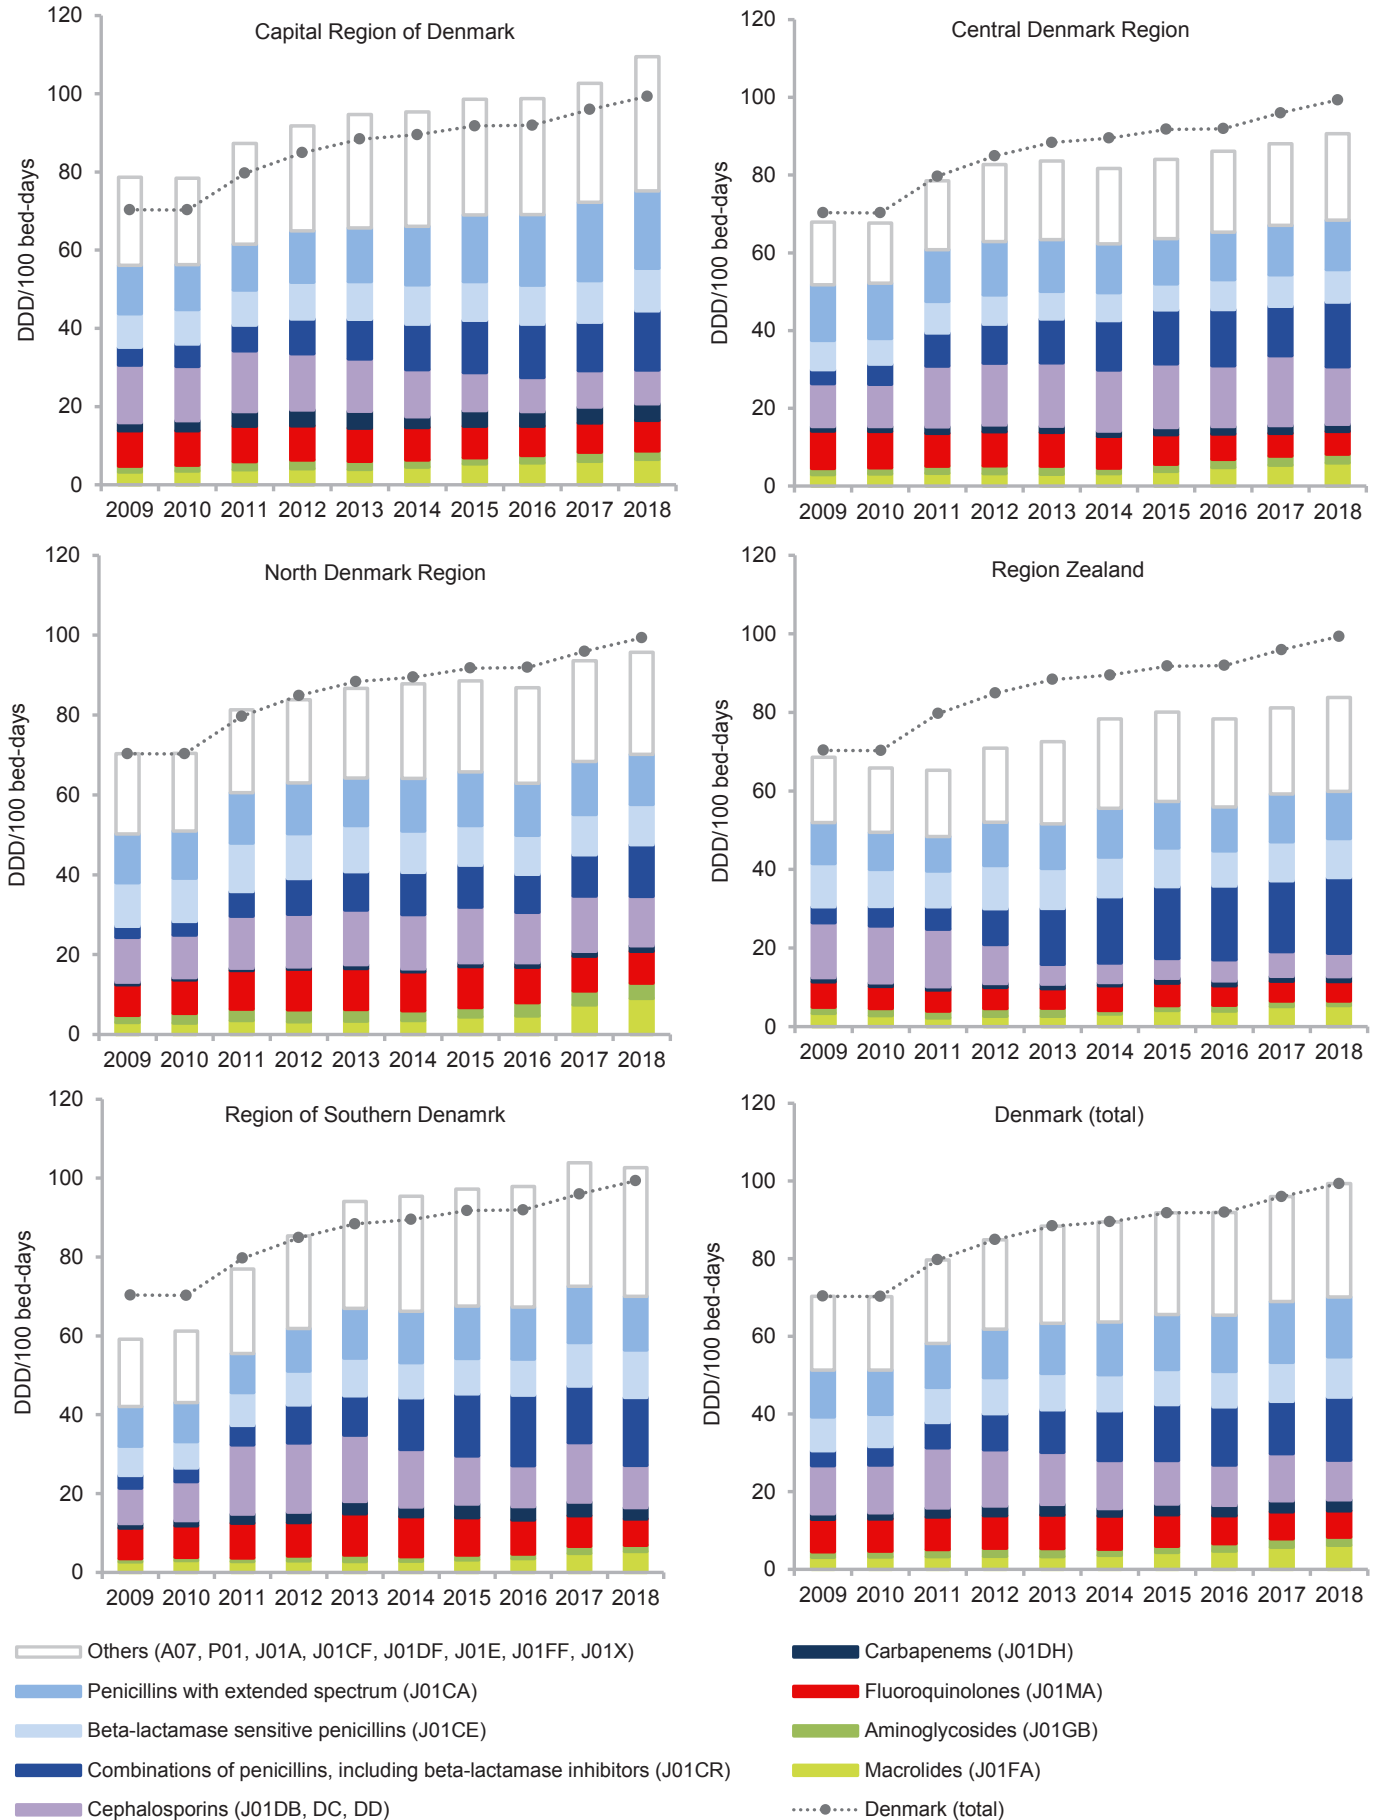 Capital Region of Denmark
DDD/100 bed-days
120
100
80
60
40
20
0
2009 2010 2011 2012 2013 2014 2015 2016 2017 2018
Central Denmark Region
DDD/100 bed-days
120
100
80
60
40
20
0
2009 2010 2011 2012 2013 2014 2015 2016 2017 2018
North Denmark Region
DDD/100 bed-days
120
100
80
60
40
20
0
2009 2010 2011 2012 2013 2014 2015 2016 2017 2018
Region Zealand
DDD/100 bed-days
120
100
80
60
40
20
0
2009 2010 2011 2012 2013 2014 2015 2016 2017 2018
Region of Southern Denamrk
DDD/100 bed-days
120
100
80
60
40
20
0
2009 2010 2011 2012 2013 2014 2015 2016 2017 2018
Denmark (total)
DDD/100 bed-days
120
100
80
60
40
20
0
2009 2010 2011 2012 2013 2014 2015 2016 2017 2018
Others (A07, P01, J01A, J01CF, J01DF, J01E, J01FF, J01X)
Penicillins with extended spectrum (J01CA)
Beta-lactamase sensitive penicillins (J01CE)
Combinations of penicillin, including beta-lactamase inhibitors (J01CR)
Cephalosporins (J01DB, DC, DD)
Carbapenems (J01DH)
Fluoroquinolones (J01MA)
Aminoglycosides (J01GB)
Macrolides (J01FA)
Denmark (total)